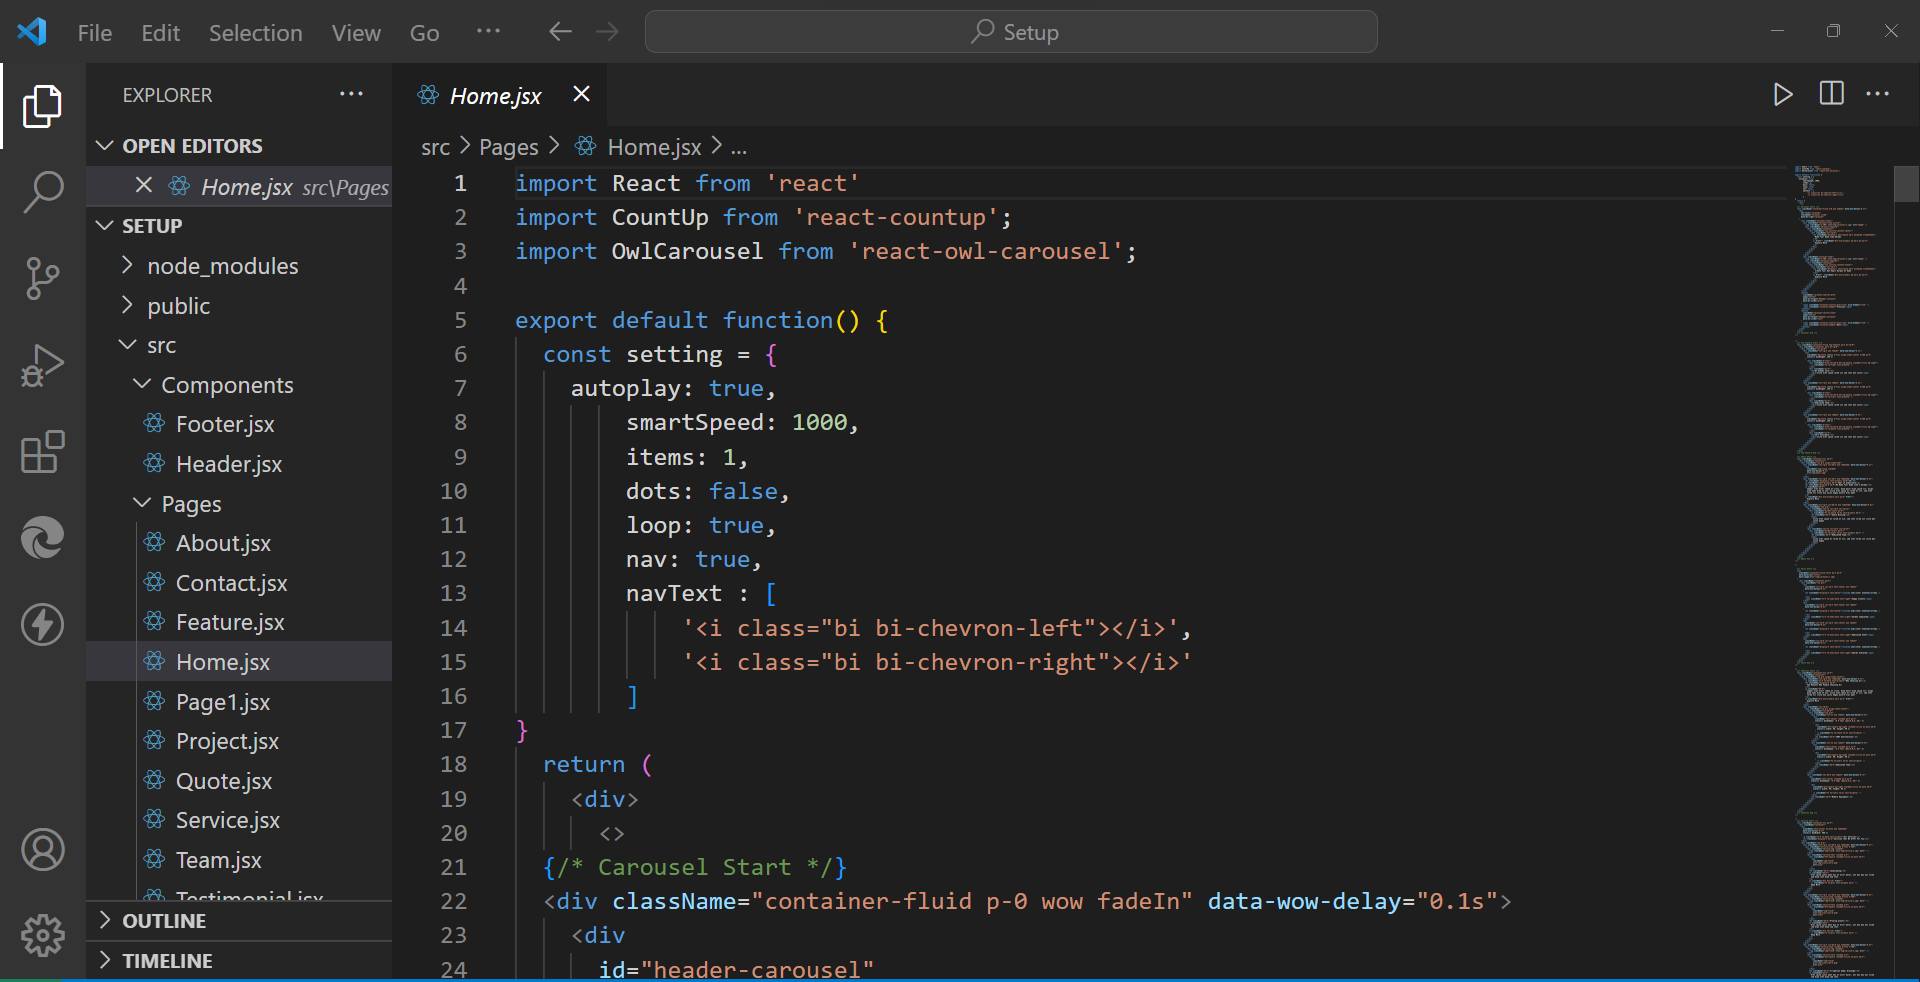 File Edit Selection View Go ··· Setup
EXPLORER ···
OPEN EDITORS
Home.jsx src\Pages
SETUP
node_modules
public
src
Components
Footer.jsx
Header.jsx
Pages
About.jsx
Contact.jsx
Feature.jsx
Home.jsx
Page1.jsx
Project.jsx
Quote.jsx
Service.jsx
Team.jsx
Testimonial.jsx
OUTLINE
TIMELINE
Home.jsx
src > Pages > Home.jsx > ...
1 import React from 'react'
2 import CountUp from 'react-countup';
3 import OwlCarousel from 'react-owl-carousel';
4
5 export default function() {
6   const setting = {
7     autoplay: true,
8         smartSpeed: 1000,
9         items: 1,
10         dots: false,
11         loop: true,
12         nav: true,
13         navText : [
14             '<i class="bi bi-chevron-left"></i>',
15             '<i class="bi bi-chevron-right"></i>'
16         ]
17 }
18   return (
19     <div>
20       <>
21   {/* Carousel Start */}
22   <div className="container-fluid p-0 wow fadeIn" data-wow-delay="0.1s">
23     <div
24       id="header-carousel"